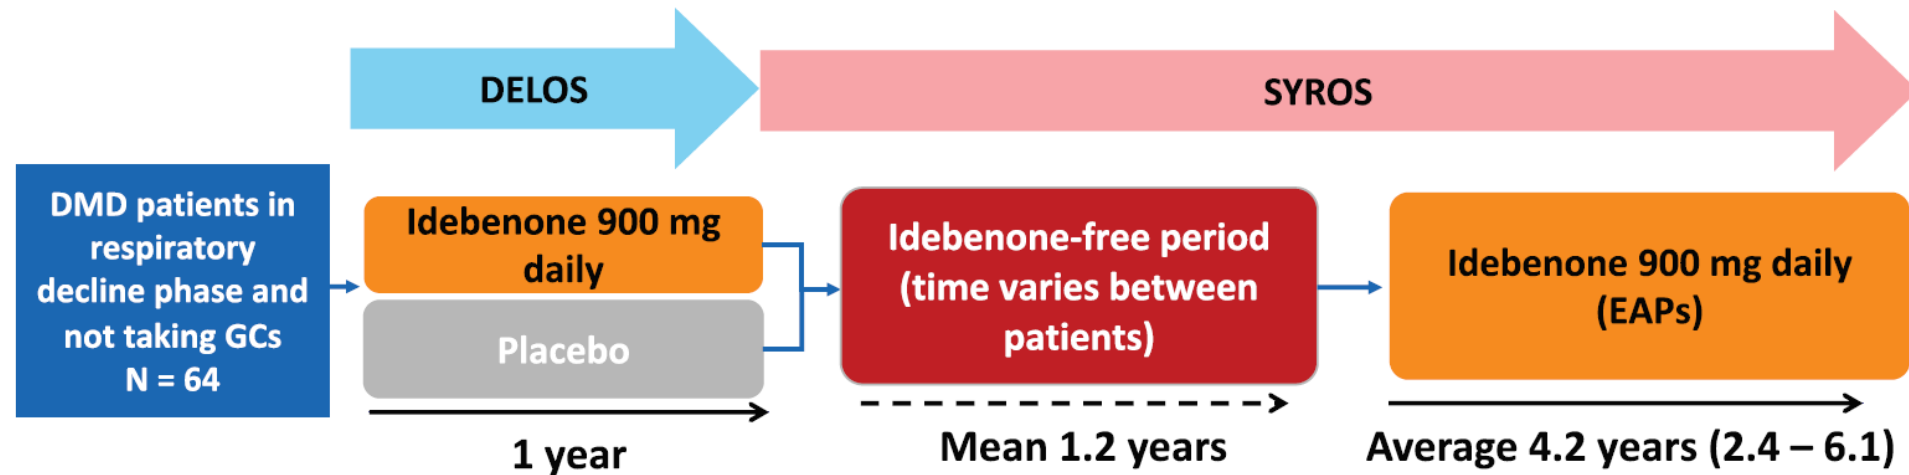 DELOS
SYROS
DMD patients in
respiratory
decline phase and
not taking GCs
N = 64
Idebenone 900 mg
daily
Placebo
1 year
Idebenone-free period
(time varies between
patients)
Mean 1.2 years
Idebenone 900 mg daily
(EAPs)
Average 4.2 years (2.4 – 6.1)